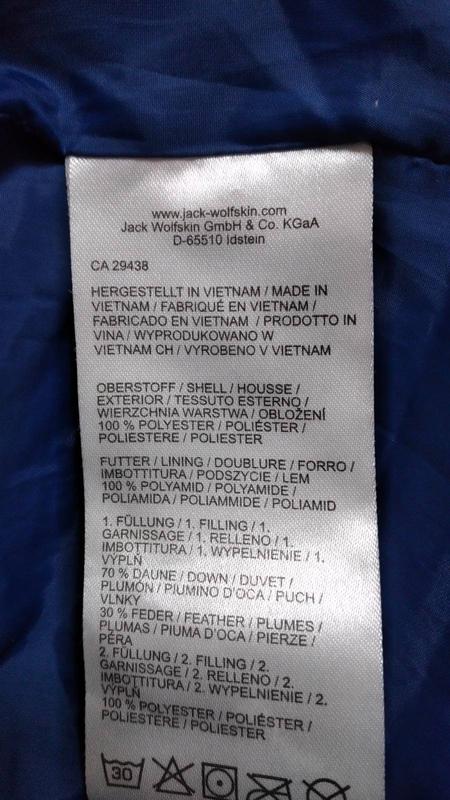 www.jack-wolfskin.com
Jack Wolfskin GmbH & Co. KGaA
D-65510 Idstein
CA 29438
HERGESTELLT IN VIETNAM / MADE IN
VIETNAM / FABRIQUÉ EN VIETNAM /
FABRICADO EN VIETNAM / PRODOTTO IN
VINA / WYPRODUKOWANO W
VIETNAM CH / VYROBENO V VIETNAM
OBERSTOFF / SHELL / HOUSSE /
EXTERIOR / TESSUTO ESTERNO /
WIERZCHNIA WARSTWA / OBLOŽENÍ
100 % POLYESTER / POLIÉSTER /
POLIESTERE / POLIESTER
FUTTER / LINING / DOUBLURE / FORRO /
IMBOTTITURA / PODSZYCIE / LEM
100 % POLYAMID / POLYAMIDE /
POLIAMIDA / POLIAMMIDE / POLIAMID
1. FÜLLUNG / 1. FILLING / 1.
GARNISSAGE / 1. RELLENO / 1.
IMBOTTITURA / 1. WYPEŁNIENIE / 1.
VÝPLŇ
70 % DAUNE / DOWN / DUVET /
PLUMÓN / PIUMINO D'OCA / PUCH /
VLNKY
30 % FEDER / FEATHER / PLUMES /
PLUMAS / PIUMA D'OCA / PIERZE /
PÉRA
2. FÜLLUNG / 2. FILLING / 2.
GARNISSAGE / 2. RELLENO / 2.
IMBOTTITURA / 2. WYPEŁNIENIE / 2.
VÝPLŇ
100 % POLYESTER / POLIÉSTER /
POLIESTERE / POLIESTER
30